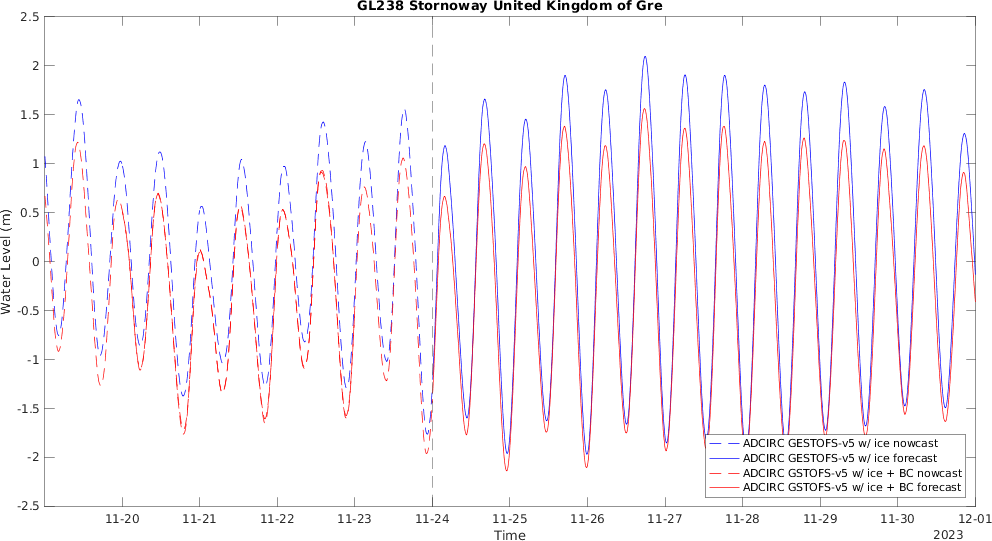 GL238 Stornoway United Kingdom of Gre
2.5
2
1.5
1
0.5
0
-0.5
-1
-1.5
-2
-2.5
Water Level (m)
ADCIRC GESTOFS-v5 w/ ice nowcast
ADCIRC GESTOFS-v5 w/ ice forecast
ADCIRC GSTOFS-v5 w/ ice + BC nowcast
ADCIRC GSTOFS-v5 w/ ice + BC forecast
11-20 11-21 11-22 11-23 11-24 11-25 11-26 11-27 11-28 11-29 11-30 12-01
Time
2023